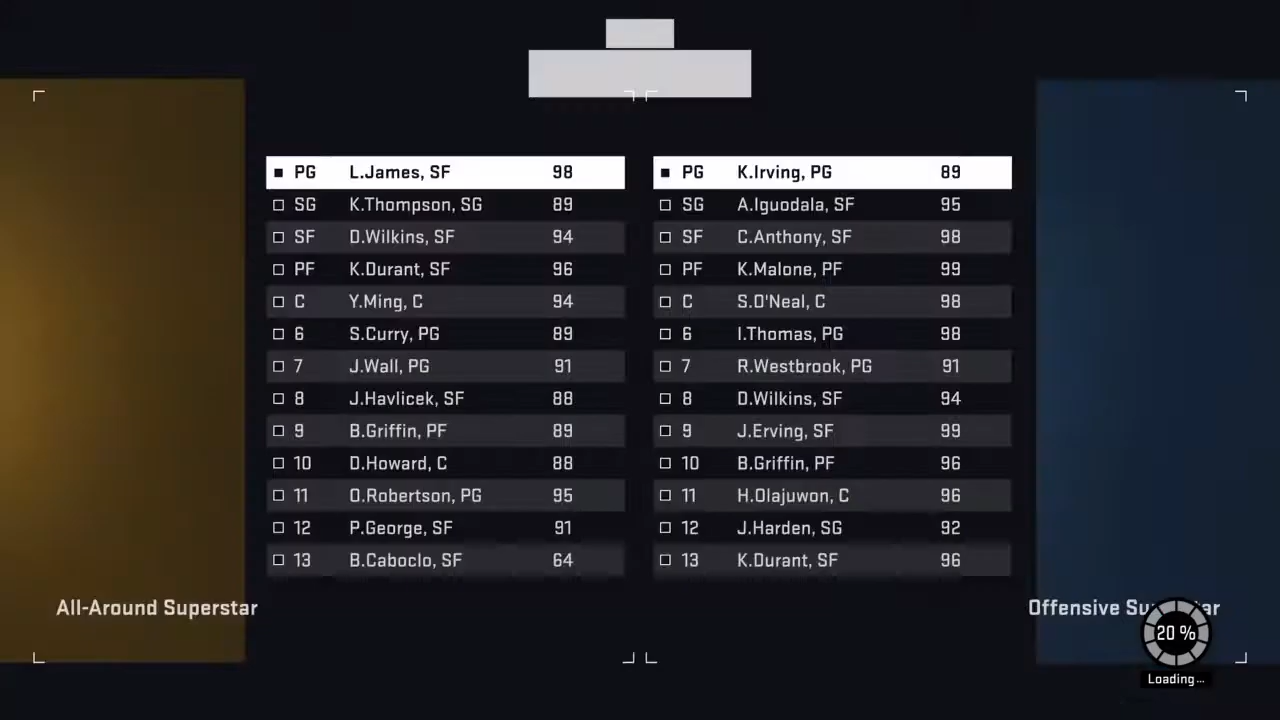 PG L.James, SF 98
SG K.Thompson, SG 89
SF D.Wilkins, SF 94
PF K.Durant, SF 96
C Y.Ming, C 94
6 S.Curry, PG 89
7 J.Wall, PG 91
8 J.Havlicek, SF 88
9 B.Griffin, PF 89
10 D.Howard, C 88
11 O.Robertson, PG 95
12 P.George, SF 91
13 B.Caboclo, SF 64
All-Around Superstar
PG K.Irving, PG 89
SG A.Iguodala, SF 95
SF C.Anthony, SF 98
PF K.Malone, PF 99
C S.O'Neal, C 98
6 I.Thomas, PG 98
7 R.Westbrook, PG 91
8 D.Wilkins, SF 94
9 J.Erving, SF 99
10 B.Griffin, PF 96
11 H.Olajuwon, C 96
12 J.Harden, SG 92
13 K.Durant, SF 96
Offensive
20 %
Loading...